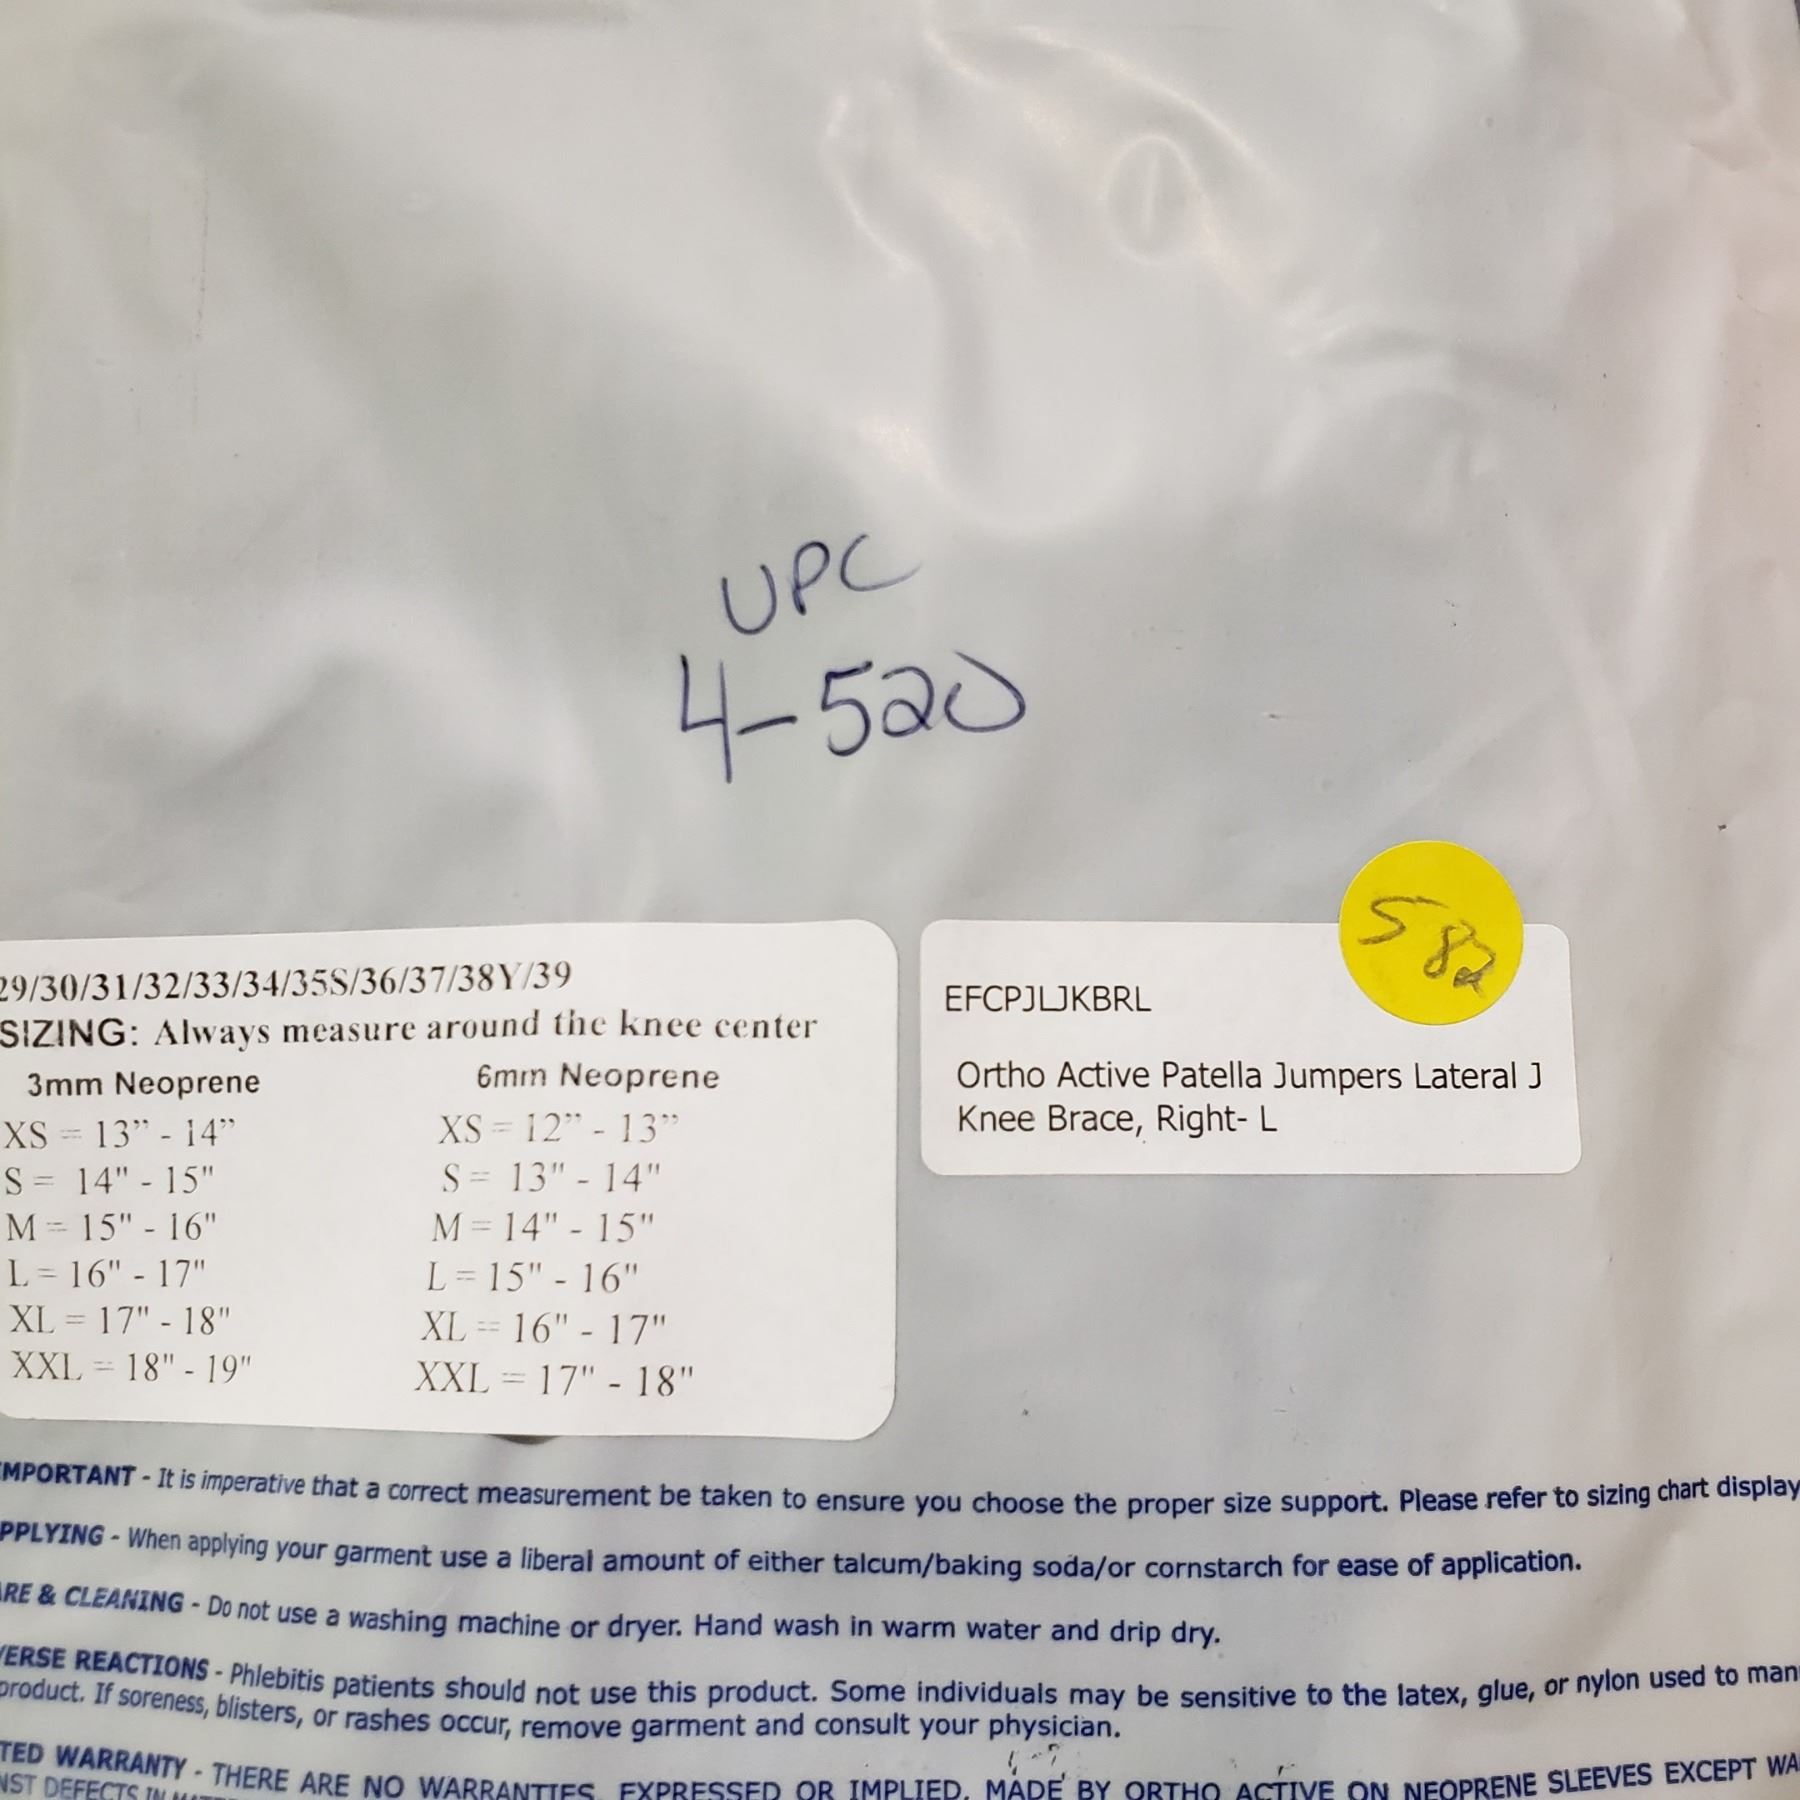 UPC
4-520
582
29/30/31/32/33/34/35S/36/37/38Y/39
SIZING: Always measure around the knee center
3mm Neoprene 6mm Neoprene
XS = 13” - 14” XS = 12” - 13”
S = 14" - 15" S = 13" - 14"
M = 15" - 16" M = 14" - 15"
L = 16" - 17" L = 15" - 16"
XL = 17" - 18" XL = 16" - 17"
XXL = 18" - 19" XXL = 17" - 18"
EFCPJLJKBRL
Ortho Active Patella Jumpers Lateral J
Knee Brace, Right- L
MPORTANT - It is imperative that a correct measurement be taken to ensure you choose the proper size support. Please refer to sizing chart display
PPLYING - When applying your garment use a liberal amount of either talcum/baking soda/or cornstarch for ease of application.
RE & CLEANING - Do not use a washing machine or dryer. Hand wash in warm water and drip dry.
VERSE REACTIONS - Phlebitis patients should not use this product. Some individuals may be sensitive to the latex, glue, or nylon used to man
product. If soreness, blisters, or rashes occur, remove garment and consult your physician.
TED WARRANTY - THERE ARE NO WARRANTIES, EXPRESSED OR IMPLIED, MADE BY ORTHO ACTIVE ON NEOPRENE SLEEVES EXCEPT WA
NST DEFECTS IN